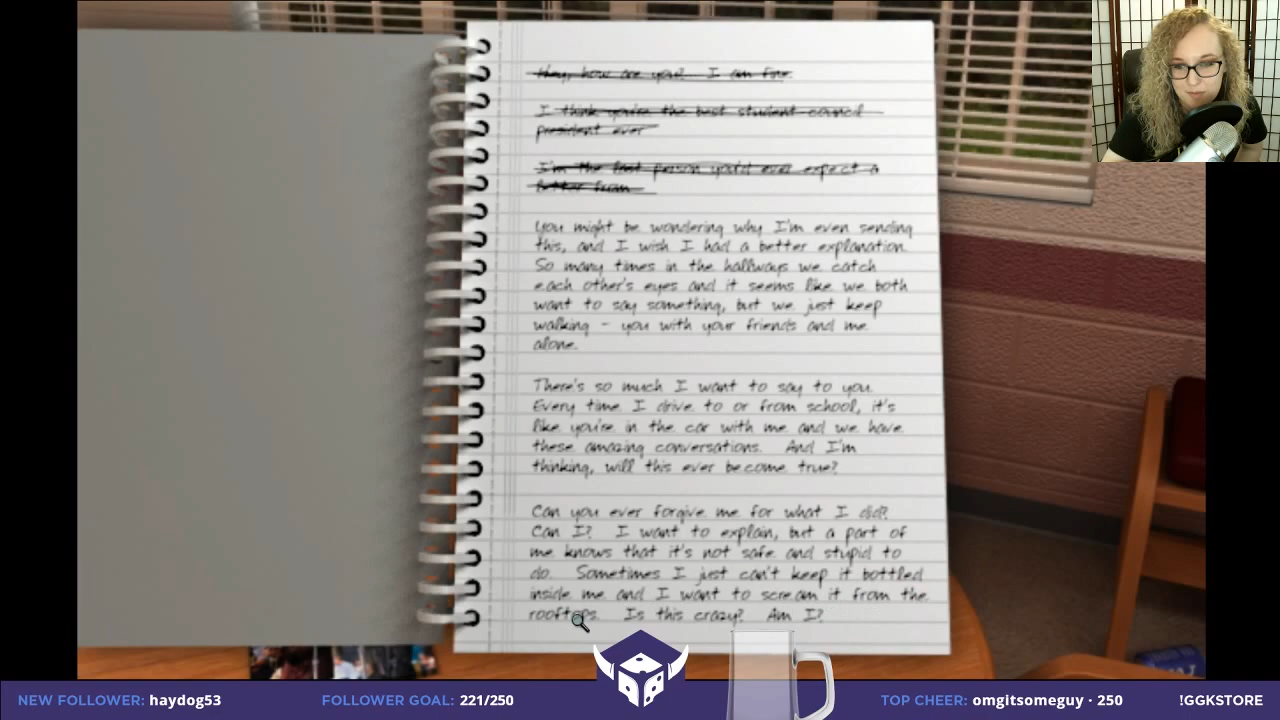 Hey, how are you? I am fine.
I think you're the best student council
president ever
I'm the last person you'd ever expect a
letter from
You might be wondering why I'm even sending
this, and I wish I had a better explanation.
So many times in the hallways we catch
each other's eyes and it seems like we both
want to say something, but we just keep
walking - you with your friends and me
alone.
There's so much I want to say to you.
Every time I drive to or from school, it's
like you're in the car with me and we have
these amazing conversations. And I'm
thinking, will this ever become true?
Can you ever forgive me for what I did?
Can I? I want to explain, but a part of
me knows that it's not safe and stupid to
do. Sometimes I just can't keep it bottled
inside me and I want to scream it from the
rooftops. Is this crazy? Am I?
NEW FOLLOWER: haydog53
FOLLOWER GOAL: 221/250
TOP CHEER: omgitsomeguy · 250
!GGKSTORE